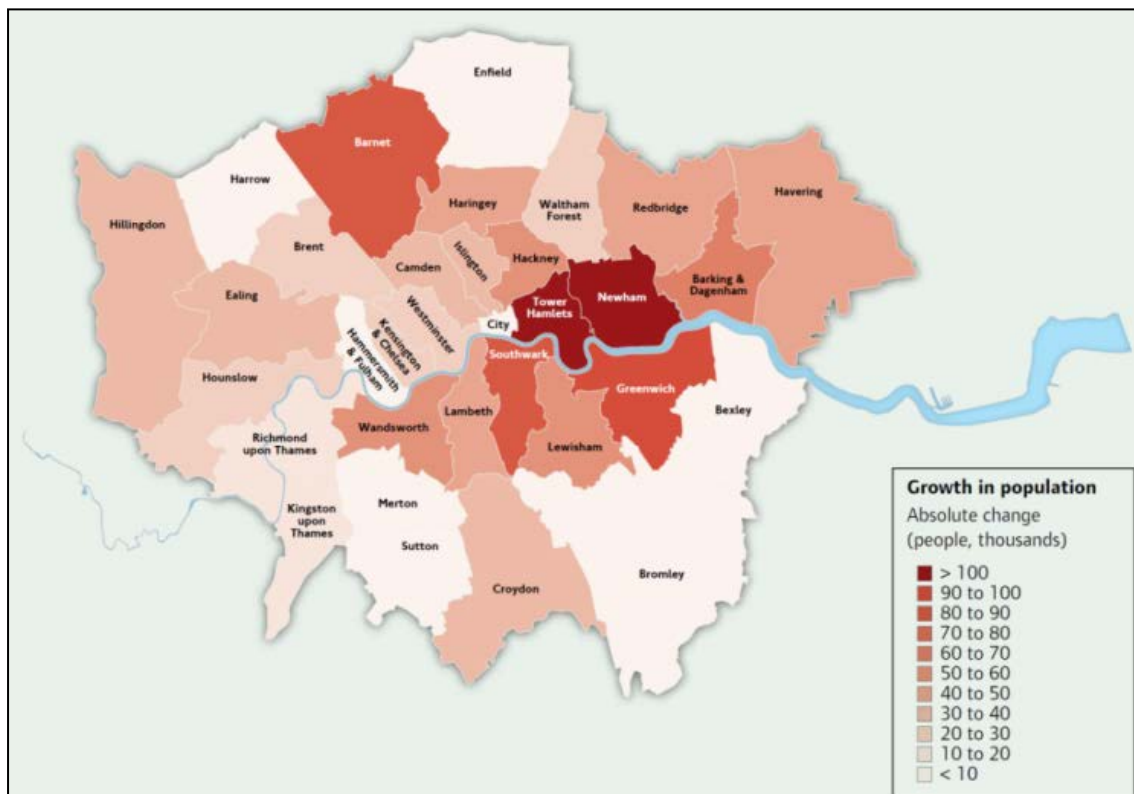 Enfield
Barnet
Harrow
Haringey
Waltham
Forest
Redbridge
Havering
Hillingdon
Brent
Camden
Islington
Hackney
Barking &
Dagenham
Ealing
Tower
Hamlets
Newham
Westminster
Kensington
& Chelsea
Hammersmith
& Fulham
City
Hounslow
Southwark
Greenwich
Bexley
Lambeth
Wandsworth
Lewisham
Richmond
upon Thames
Merton
Kingston
upon
Thames
Sutton
Croydon
Bromley
Growth in population
Absolute change
(people, thousands)
> 100
90 to 100
80 to 90
70 to 80
60 to 70
50 to 60
40 to 50
30 to 40
20 to 30
10 to 20
< 10